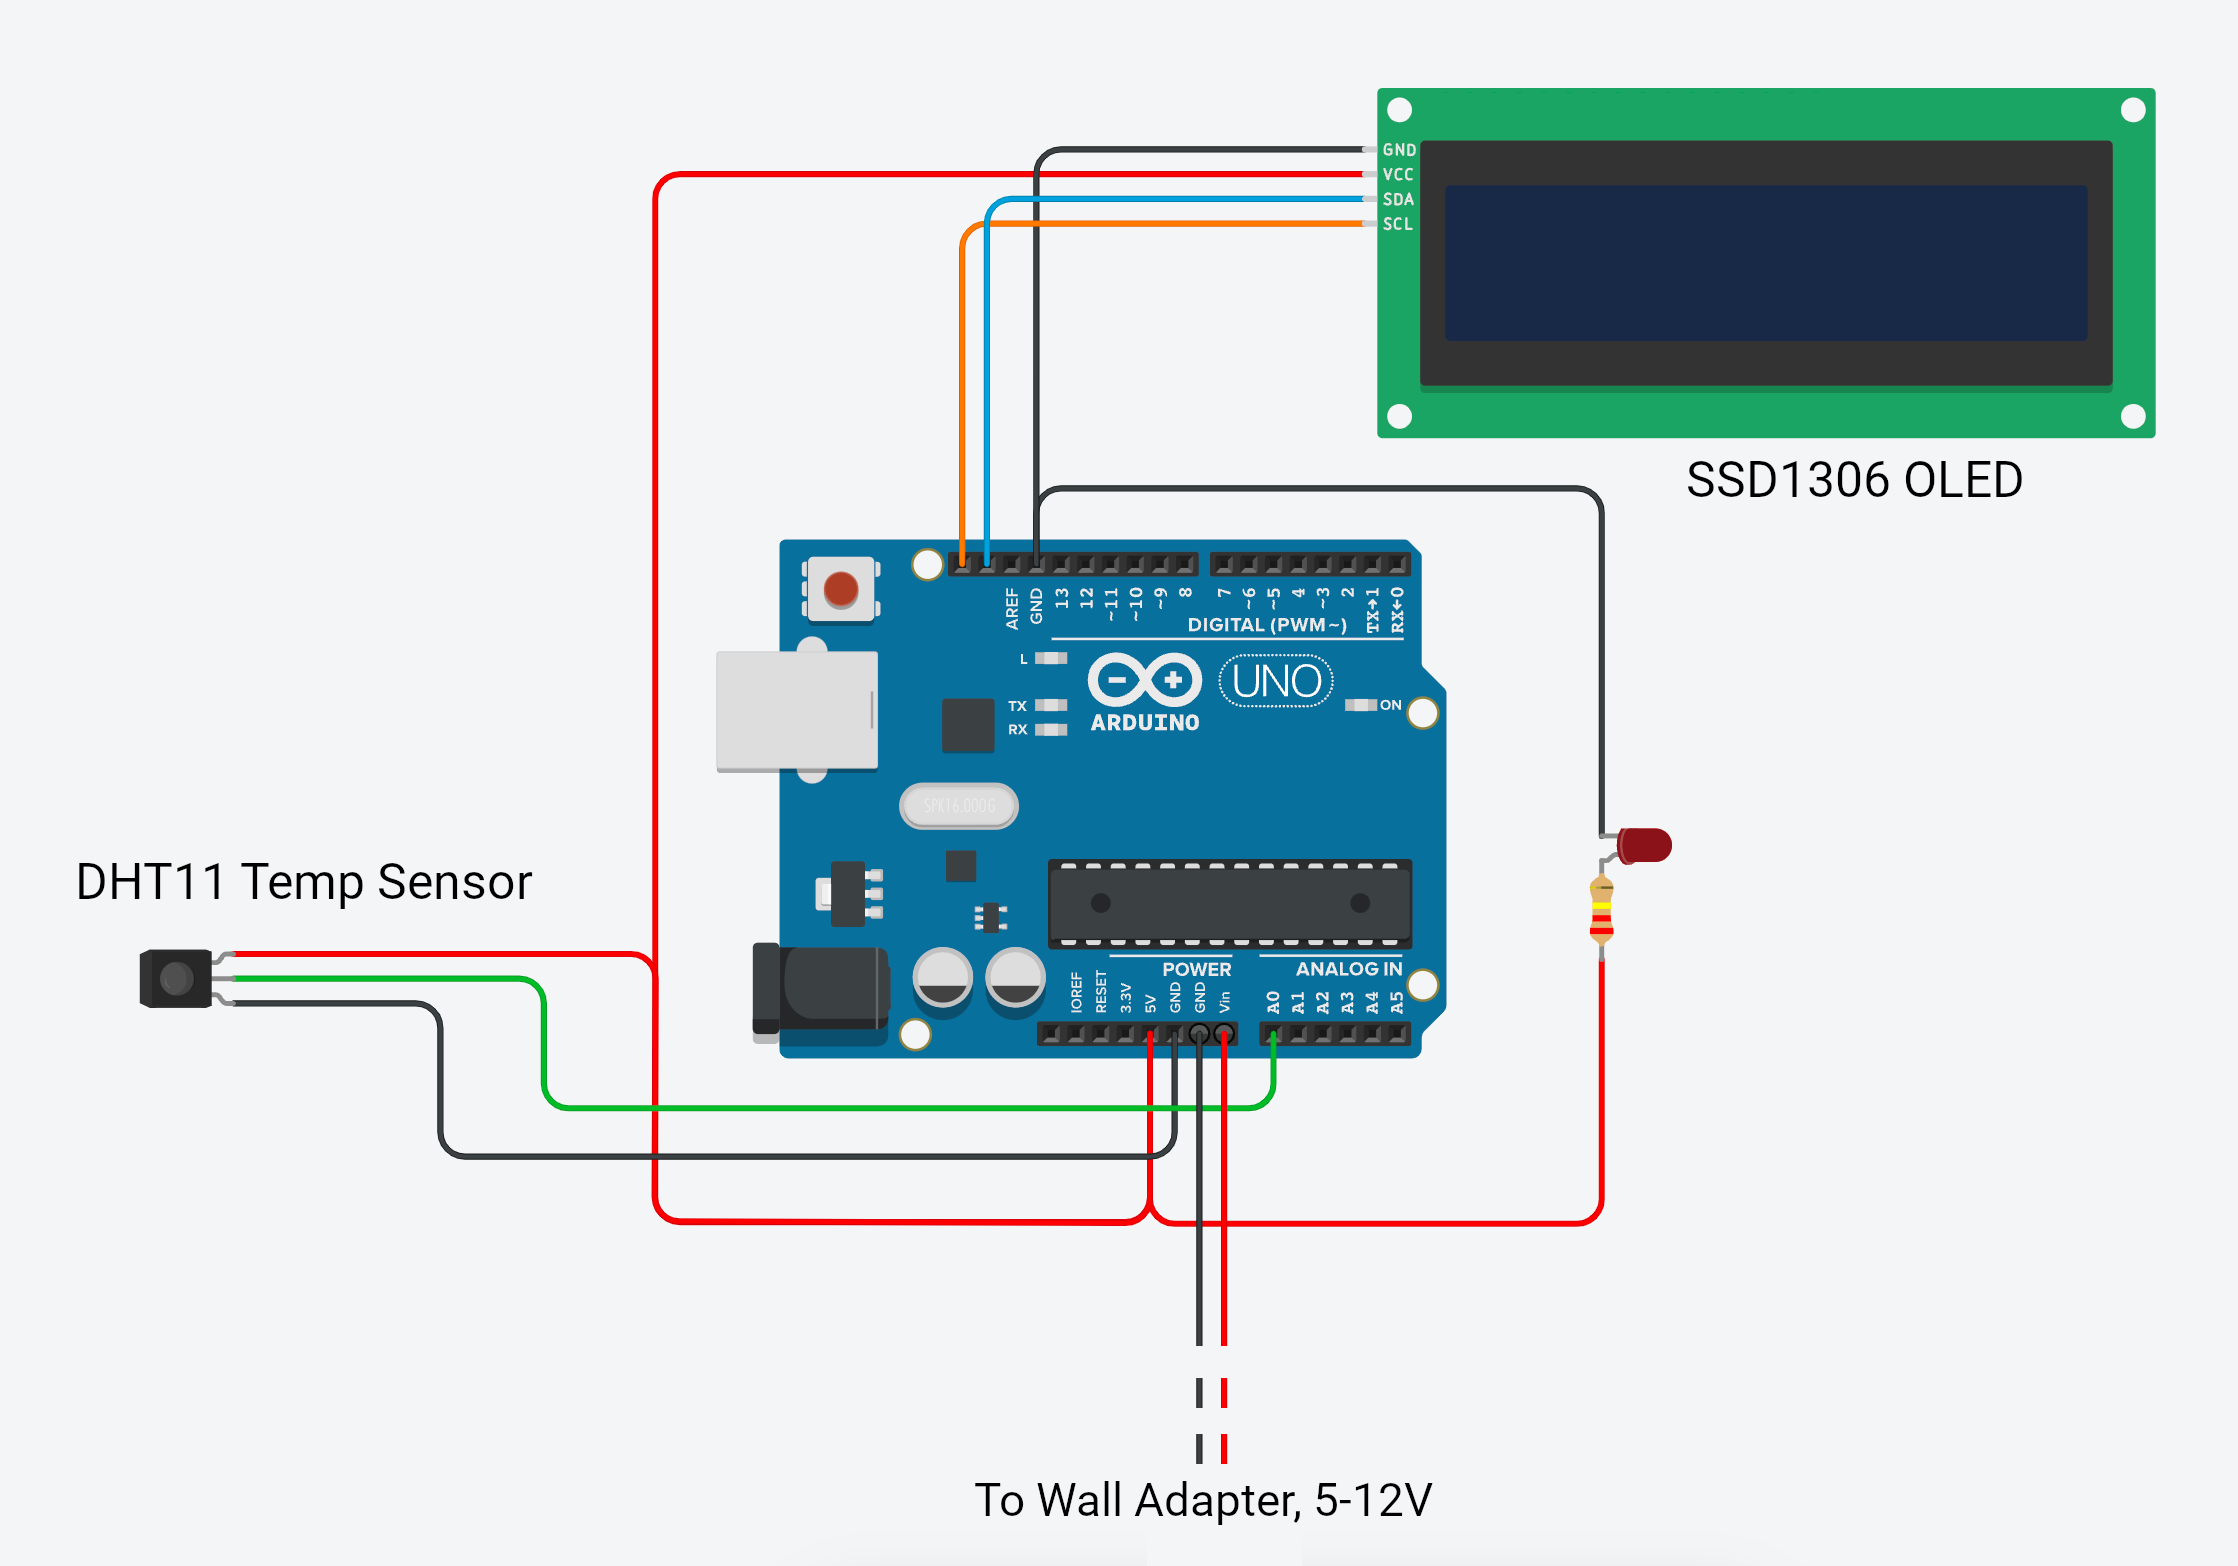 GND
VCC
SDA
SCL
SSD1306 OLED
AREF
GND
13
12
~11
~10
~9
8
7
~6
~5
4
~3
2
TX→1
RX←0
DIGITAL (PWM ~)
L
TX
RX
ARDUINO
UNO
ON
SPK16.000G
DHT11 Temp Sensor
POWER
ANALOG IN
IOREF
RESET
3.3V
5V
GND
GND
Vin
A0
A1
A2
A3
A4
A5
To Wall Adapter, 5-12V